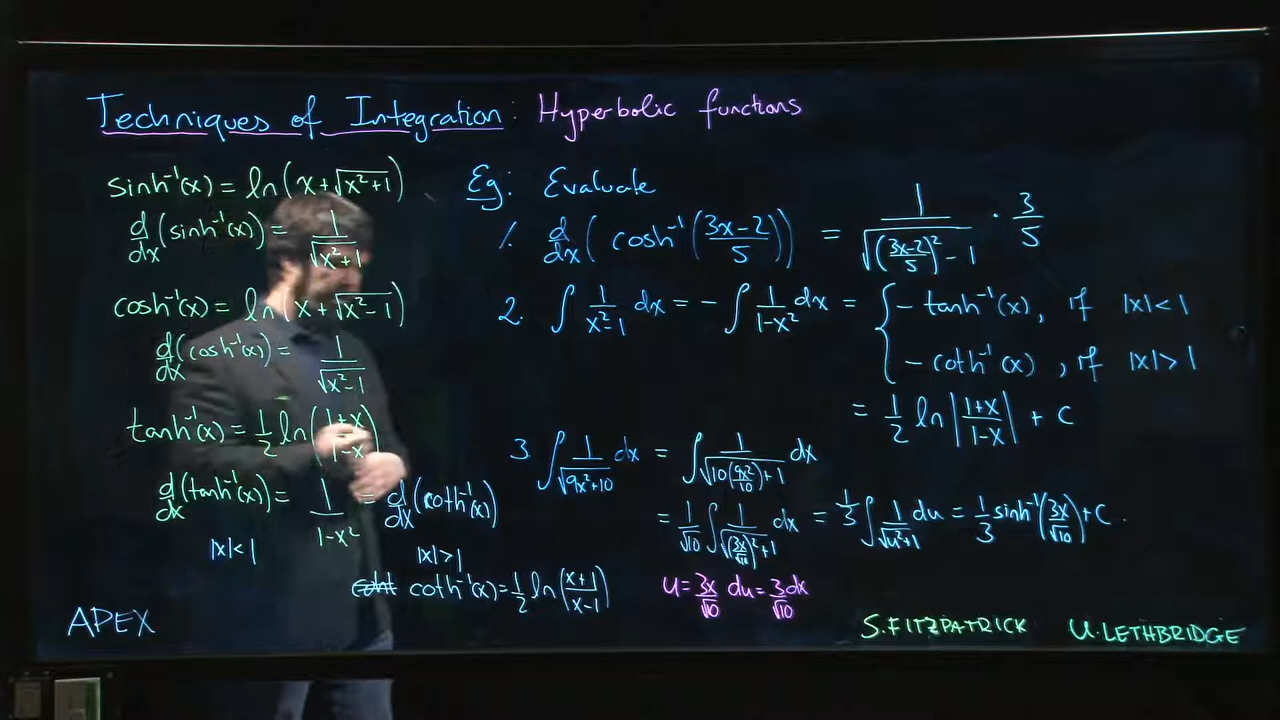 Techniques of Integration: Hyperbolic functions
sinh⁻¹(x) = ln(x+√(x²+1))
d/dx(sinh⁻¹(x)) = 1/√(x²+1)
cosh⁻¹(x) = ln(x+√(x²-1))
d/dx(cosh⁻¹(x)) = 1/√(x²-1)
tanh⁻¹(x) = 1/2 ln((1+x)/(1-x))
d/dx(tanh⁻¹(x)) = 1/(1-x²) = d/dx(coth⁻¹(x))
|x|<1 |x|>1
coth⁻¹(x) = 1/2 ln((x+1)/(x-1))
Eg: Evaluate
1. d/dx(cosh⁻¹((3x-2)/5)) = 1/√(((3x-2)/5)²-1) · 3/5
2. ∫ 1/(x²-1) dx = -∫ 1/(1-x²) dx = { -tanh⁻¹(x), if |x|<1
-coth⁻¹(x), if |x|>1
= 1/2 ln|(1+x)/(1-x)| + C
3. ∫ 1/√(9x²+10) dx = ∫ 1/√(10(9x²/10)+1) dx
= 1/√10 ∫ 1/√((3x/√10)²+1) dx = 1/3 ∫ 1/√(u²+1) du = 1/3 sinh⁻¹(3x/√10) + C.
u = 3x/√10 du = 3dx/√10
APEX
S.FITZPATRICK U.LETHBRIDGE